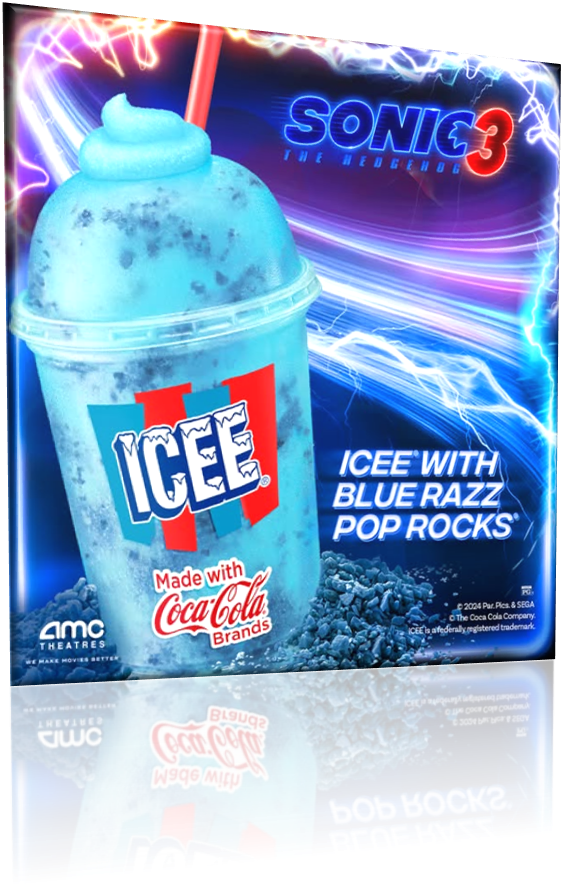 SONIC 3
THE HEDGEHOG
ICEE®
ICEE® WITH
BLUE RAZZ
POP ROCKS®
Made with
Coca-Cola
Brands
amc
THEATRES
WE MAKE MOVIES BETTER
PG
© 2024 Par. Pics. & SEGA
© The Coca Cola Company.
ICEE is a federally registered trademark.